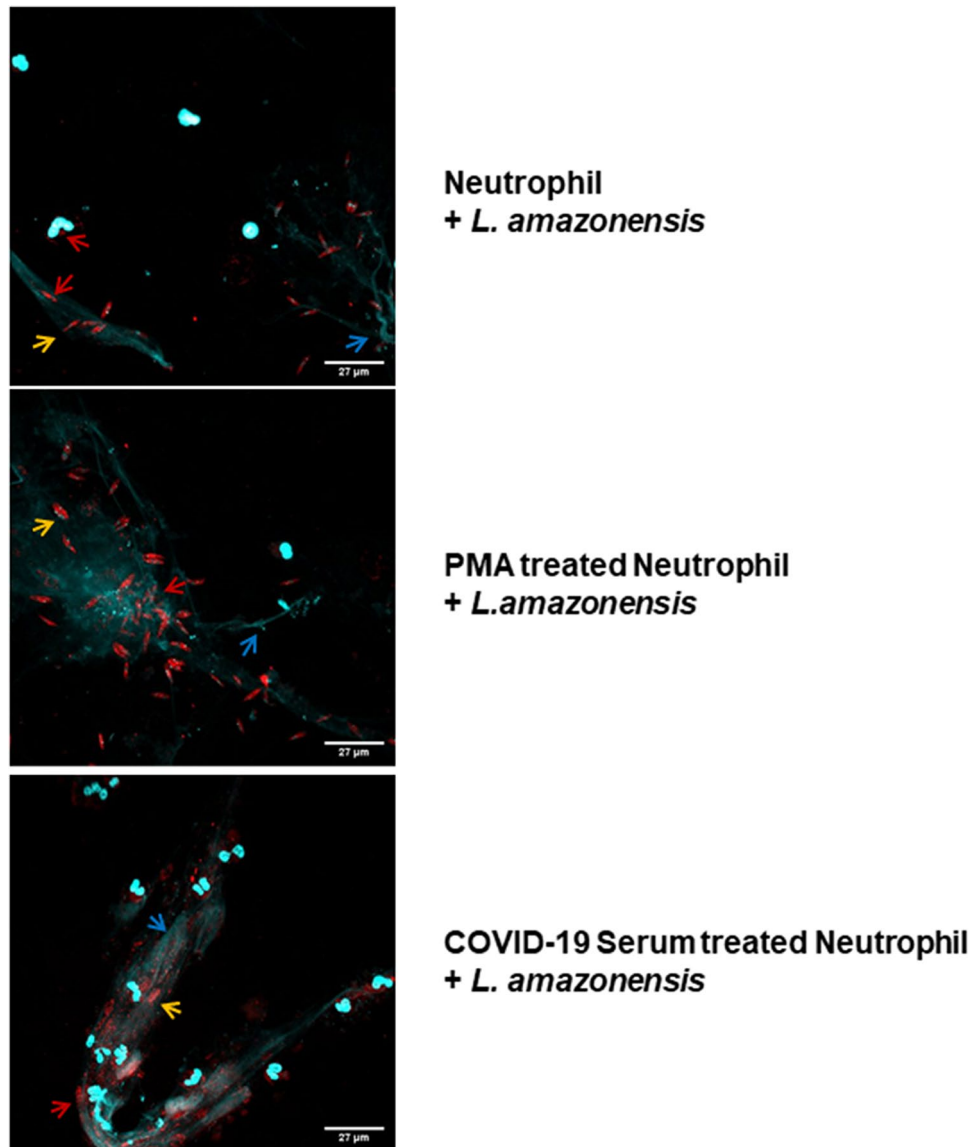 Neutrophil
+ L. amazonensis
27 µm
PMA treated Neutrophil
+ L.amazonensis
27 µm
COVID-19 Serum treated Neutrophil
+ L. amazonensis
27 µm